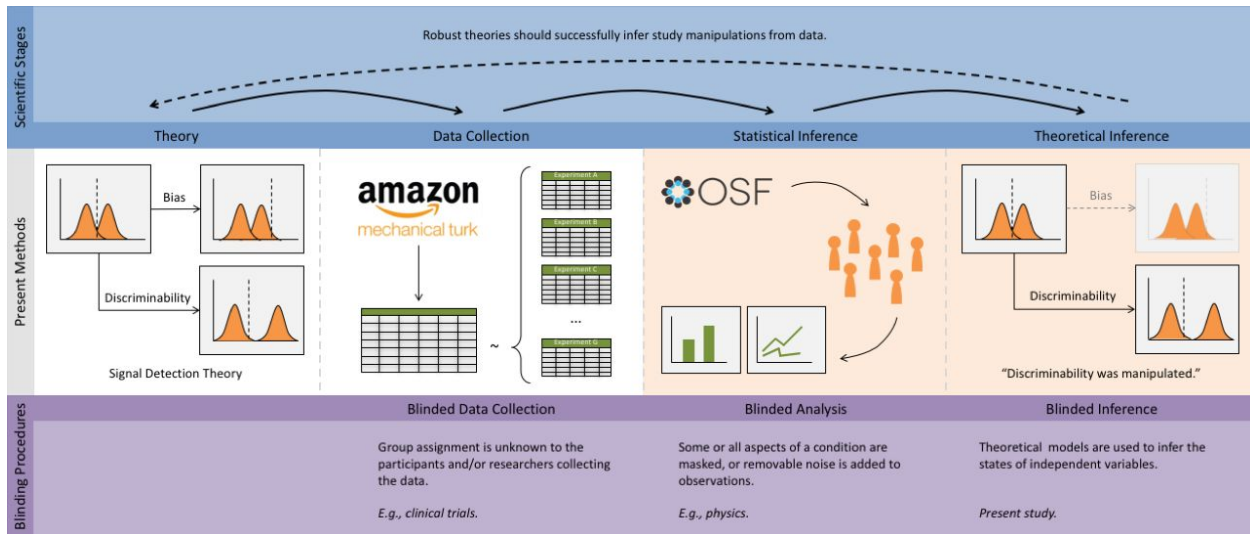 Scientific Stages
Robust theories should successfully infer study manipulations from data.
Theory
Data Collection
Statistical Inference
Theoretical Inference
Present Methods
Bias
Discriminability
Signal Detection Theory
amazon
mechanical turk
~
Experiment A
Experiment B
Experiment C
...
Experiment G
OSF
Bias
Discriminability
“Discriminability was manipulated.”
Blinding Procedures
Blinded Data Collection
Group assignment is unknown to the
participants and/or researchers collecting
the data.
E.g., clinical trials.
Blinded Analysis
Some or all aspects of a condition are
masked, or removable noise is added to
observations.
E.g., physics.
Blinded Inference
Theoretical models are used to infer the
states of independent variables.
Present study.